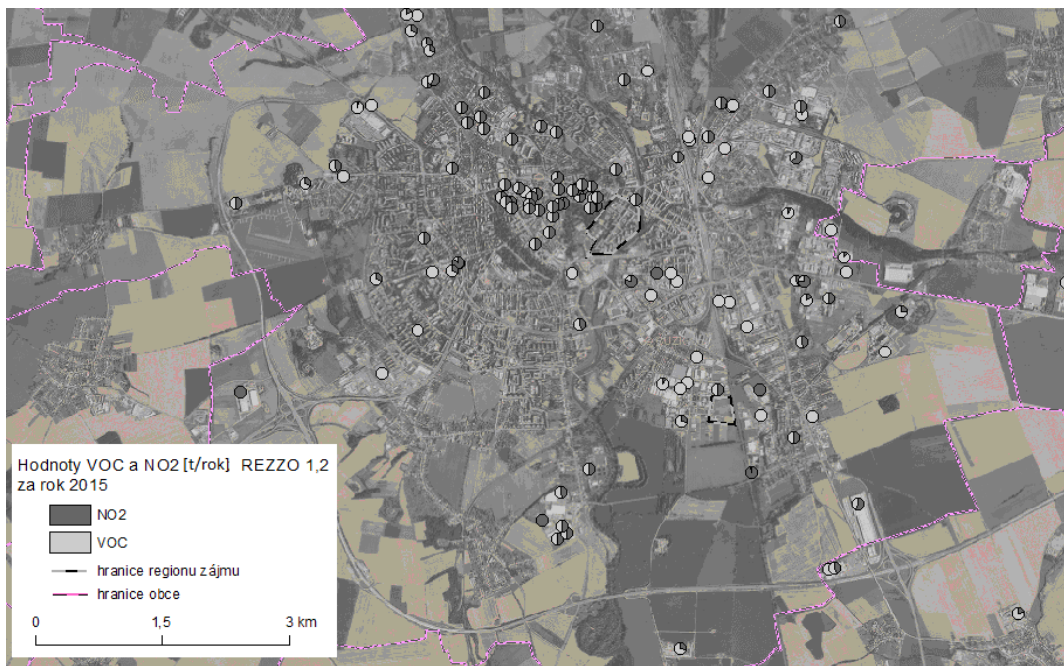 Hodnoty VOC a NO2 [t/rok] REZZO 1,2
za rok 2015
NO2
VOC
hranice regionu zájmu
hranice obce
0 1,5 3 km